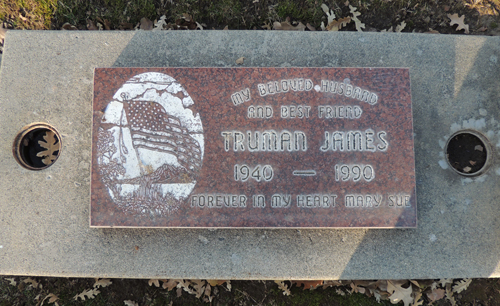 MY BELOVED HUSBAND
AND BEST FRIEND
TRUMAN JAMES
1940 — 1990
FOREVER IN MY HEART MARY SUE